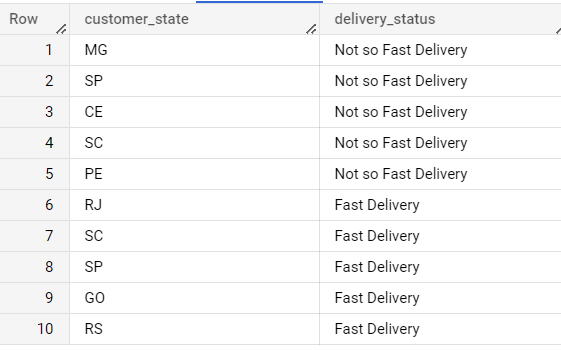 Row customer_state delivery_status
1 MG Not so Fast Delivery
2 SP Not so Fast Delivery
3 CE Not so Fast Delivery
4 SC Not so Fast Delivery
5 PE Not so Fast Delivery
6 RJ Fast Delivery
7 SC Fast Delivery
8 SP Fast Delivery
9 GO Fast Delivery
10 RS Fast Delivery